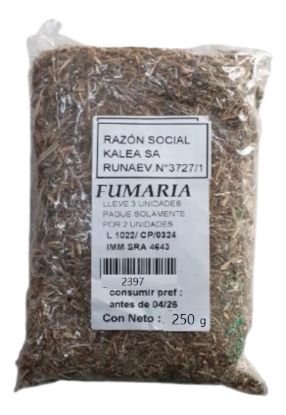 RAZÓN SOCIAL
KALEA SA
RUNAEV.N°3727/1
FUMARIA
LLEVE 3 UNIDADES
PAGUE SOLAMENTE
POR 2 UNIDADES
L 1022/ CP/0324
IMM SRA 4643
2397
consumir pref :
antes de 04/26
Con Neto : 250 g